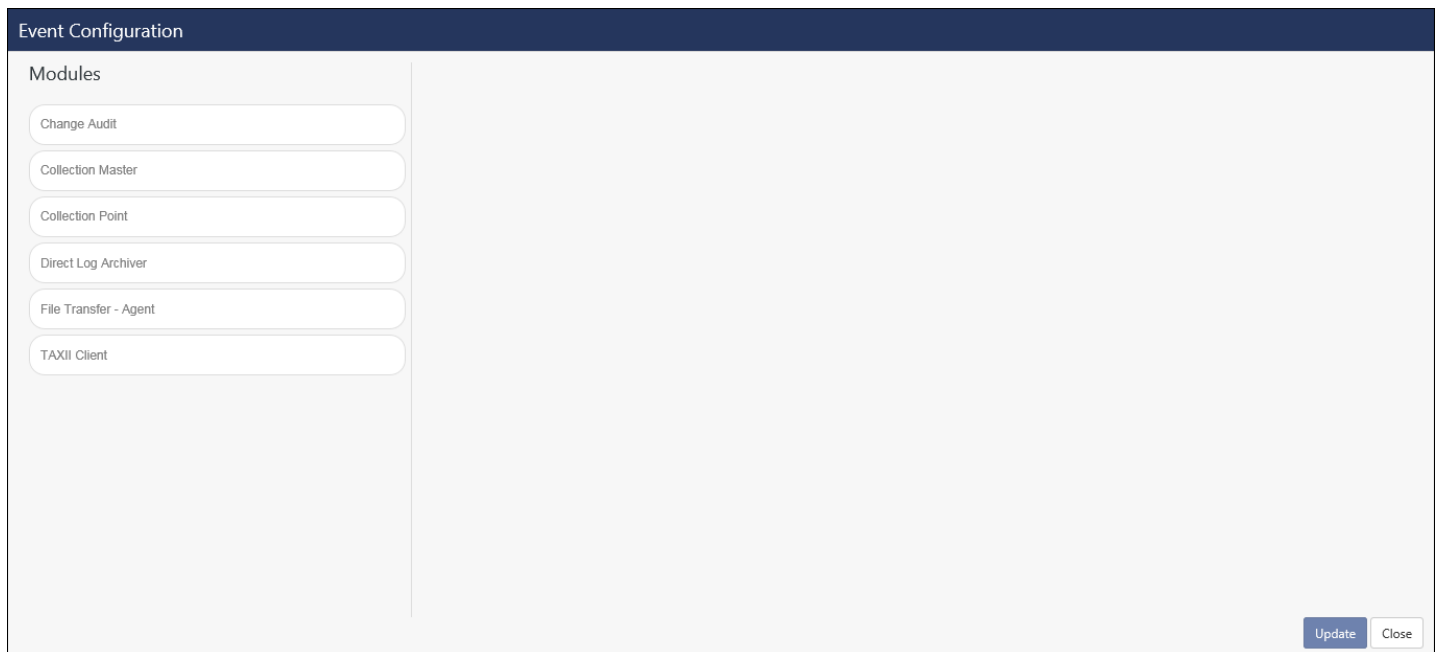 Event Configuration
Modules
Change Audit
Collection Master
Collection Point
Direct Log Archiver
File Transfer - Agent
TAXII Client
Update Close